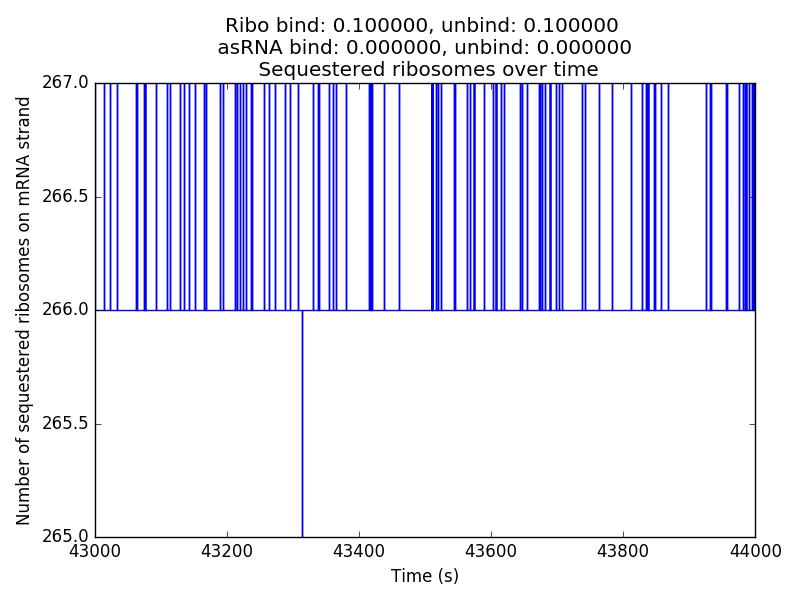 Ribo bind: 0.100000, unbind: 0.100000
asRNA bind: 0.000000, unbind: 0.000000
Sequestered ribosomes over time
Number of sequestered ribosomes on mRNA strand
267.0
266.5
266.0
265.5
265.0
43000 43200 43400 43600 43800 44000
Time (s)